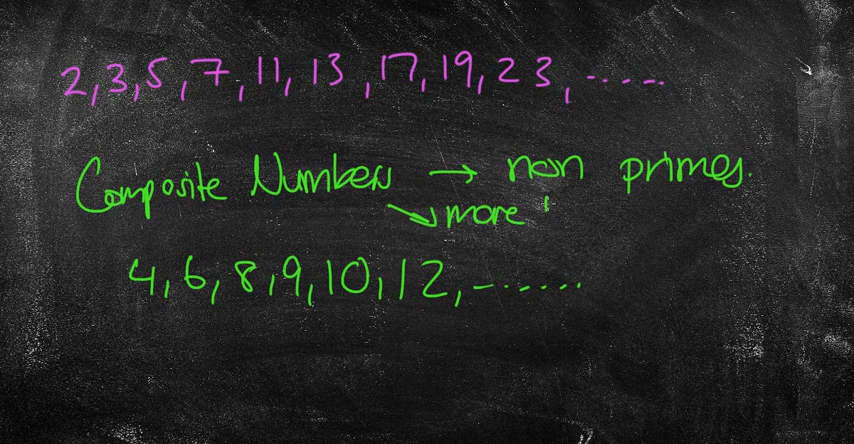 2, 3, 5, 7, 11, 13, 17, 19, 23, .....
Composite Numbers → non primes.
↘ more
4, 6, 8, 9, 10, 12, .......